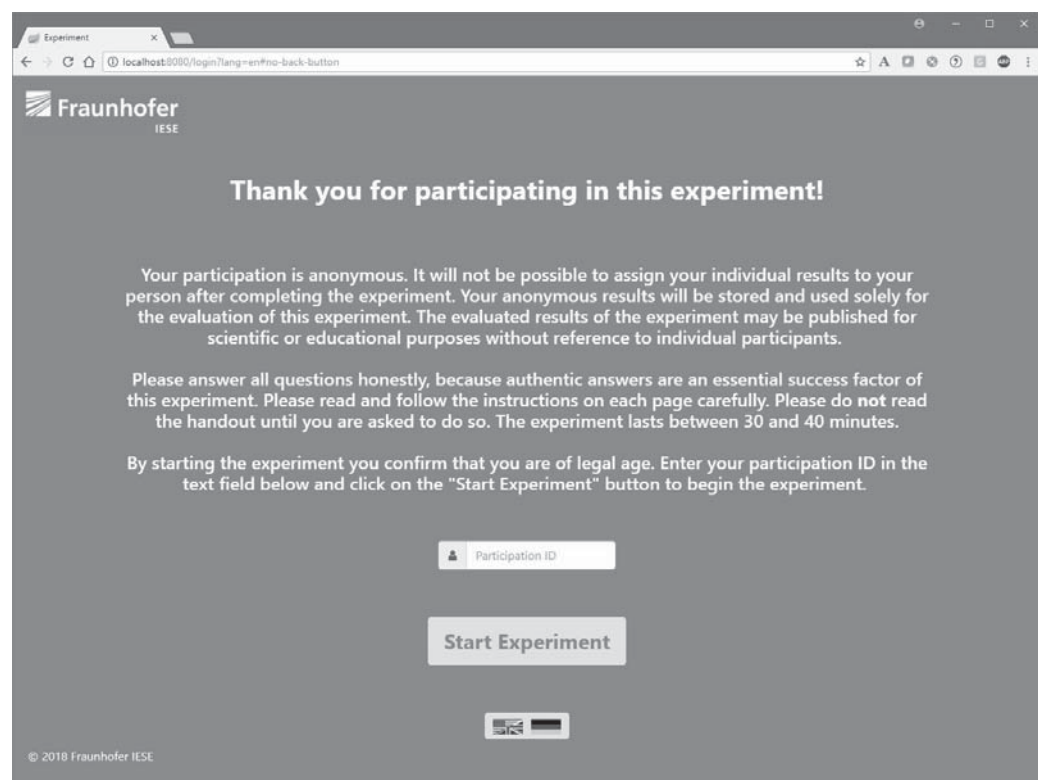 Experiment
localhost:8080/login?lang=en#no-back-button
Fraunhofer
IESE
Thank you for participating in this experiment!
Your participation is anonymous. It will not be possible to assign your individual results to your
person after completing the experiment. Your anonymous results will be stored and used solely for
the evaluation of this experiment. The evaluated results of the experiment may be published for
scientific or educational purposes without reference to individual participants.
Please answer all questions honestly, because authentic answers are an essential success factor of
this experiment. Please read and follow the instructions on each page carefully. Please do not read
the handout until you are asked to do so. The experiment lasts between 30 and 40 minutes.
By starting the experiment you confirm that you are of legal age. Enter your participation ID in the
text field below and click on the "Start Experiment" button to begin the experiment.
Participation ID
Start Experiment
© 2018 Fraunhofer IESE